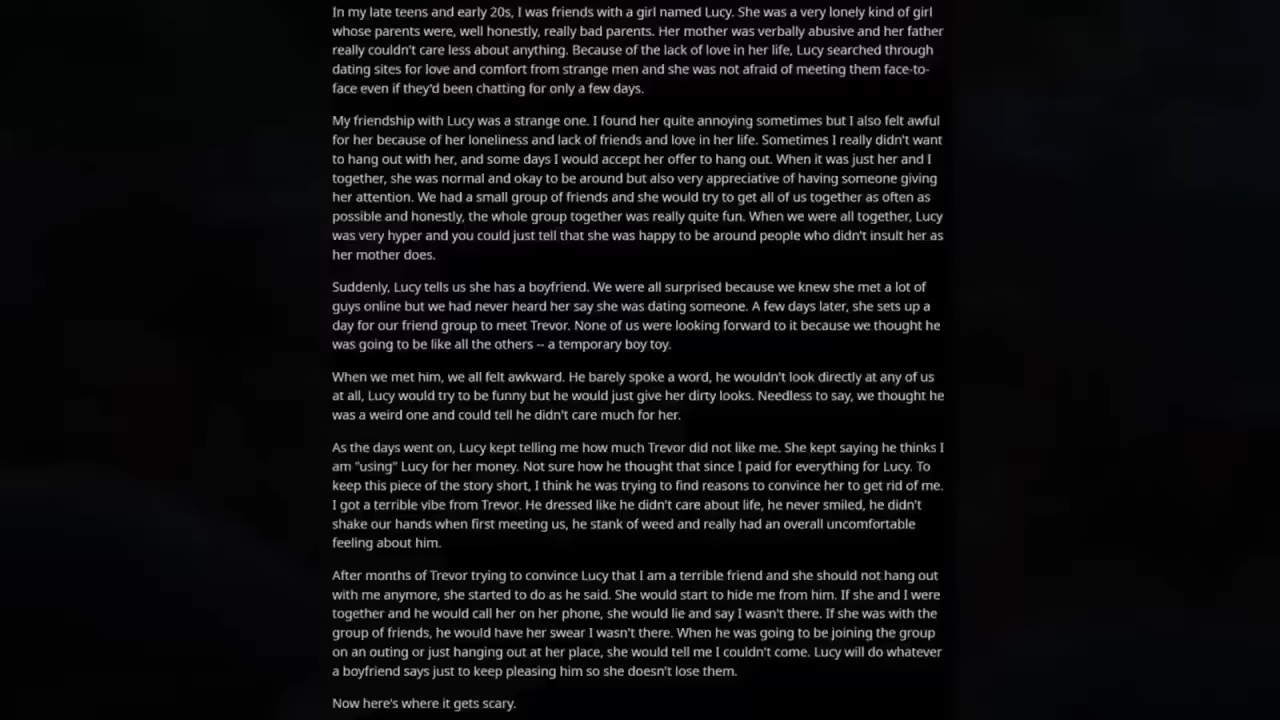 In my late teens and early 20s, I was friends with a girl named Lucy. She was a very lonely kind of girl
whose parents were, well honestly, really bad parents. Her mother was verbally abusive and her father
really couldn't care less about anything. Because of the lack of love in her life, Lucy searched through
dating sites for love and comfort from strange men and she was not afraid of meeting them face-to-
face even if they'd been chatting for only a few days.
My friendship with Lucy was a strange one. I found her quite annoying sometimes but I also felt awful
for her because of her loneliness and lack of friends and love in her life. Sometimes I really didn't want
to hang out with her, and some days I would accept her offer to hang out. When it was just her and I
together, she was normal and okay to be around but also very appreciative of having someone giving
her attention. We had a small group of friends and she would try to get all of us together as often as
possible and honestly, the whole group together was really quite fun. When we were all together, Lucy
was very hyper and you could just tell that she was happy to be around people who didn't insult her as
her mother does.
Suddenly, Lucy tells us she has a boyfriend. We were all surprised because we knew she met a lot of
guys online but we had never heard her say she was dating someone. A few days later, she sets up a
day for our friend group to meet Trevor. None of us were looking forward to it because we thought he
was going to be like all the others -- a temporary boy toy.
When we met him, we all felt awkward. He barely spoke a word, he wouldn't look directly at any of us
at all, Lucy would try to be funny but he would just give her dirty looks. Needless to say, we thought he
was a weird one and could tell he didn't care much for her.
As the days went on, Lucy kept telling me how much Trevor did not like me. She kept saying he thinks I
am "using" Lucy for her money. Not sure how he thought that since I paid for everything for Lucy. To
keep this piece of the story short, I think he was trying to find reasons to convince her to get rid of me.
I got a terrible vibe from Trevor. He dressed like he didn't care about life, he never smiled, he didn't
shake our hands when first meeting us, he stank of weed and really had an overall uncomfortable
feeling about him.
After months of Trevor trying to convince Lucy that I am a terrible friend and she should not hang out
with me anymore, she started to do as he said. She would start to hide me from him. If she and I were
together and he would call her on her phone, she would lie and say I wasn't there. If she was with the
group of friends, he would have her swear I wasn't there. When he was going to be joining the group
on an outing or just hanging out at her place, she would tell me I couldn't come. Lucy will do whatever
a boyfriend says just to keep pleasing him so she doesn't lose them.
Now here's where it gets scary.